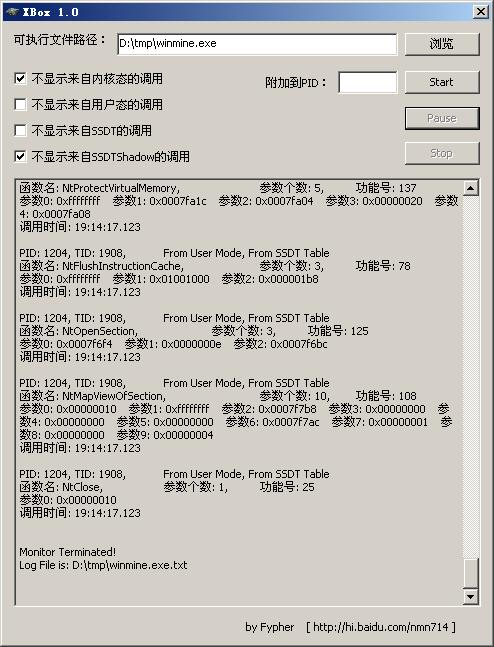 XBox 1.0
可执行文件路径：
D:\tmp\winmine.exe
浏览
不显示来自内核态的调用
附加到PID：
Start
不显示来自用户态的调用
Pause
不显示来自SSDT的调用
不显示来自SSDTShadow的调用
Stop
函数名: NtProtectVirtualMemory, 参数个数: 5, 功能号: 137
参数0: 0xffffffff 参数1: 0x0007fa1c 参数2: 0x0007fa04 参数3: 0x00000020 参数
4: 0x0007fa08
调用时间: 19:14:17.123
PID: 1204, TID: 1908, From User Mode, From SSDT Table
函数名: NtFlushInstructionCache, 参数个数: 3, 功能号: 78
参数0: 0xffffffff 参数1: 0x01001000 参数2: 0x000001b8
调用时间: 19:14:17.123
PID: 1204, TID: 1908, From User Mode, From SSDT Table
函数名: NtOpenSection, 参数个数: 3, 功能号: 125
参数0: 0x0007f6f4 参数1: 0x0000000e 参数2: 0x0007f6bc
调用时间: 19:14:17.123
PID: 1204, TID: 1908, From User Mode, From SSDT Table
函数名: NtMapViewOfSection, 参数个数: 10, 功能号: 108
参数0: 0x00000010 参数1: 0xffffffff 参数2: 0x0007f7b8 参数3: 0x00000000 参
数4: 0x00000000 参数5: 0x00000000 参数6: 0x0007f7ac 参数7: 0x00000001 参
数8: 0x00000000 参数9: 0x00000004
调用时间: 19:14:17.123
PID: 1204, TID: 1908, From User Mode, From SSDT Table
函数名: NtClose, 参数个数: 1, 功能号: 25
参数0: 0x00000010
调用时间: 19:14:17.123
Monitor Terminated!
Log File is: D:\tmp\winmine.exe.txt
by Fypher [ http://hi.baidu.com/nmn714 ]